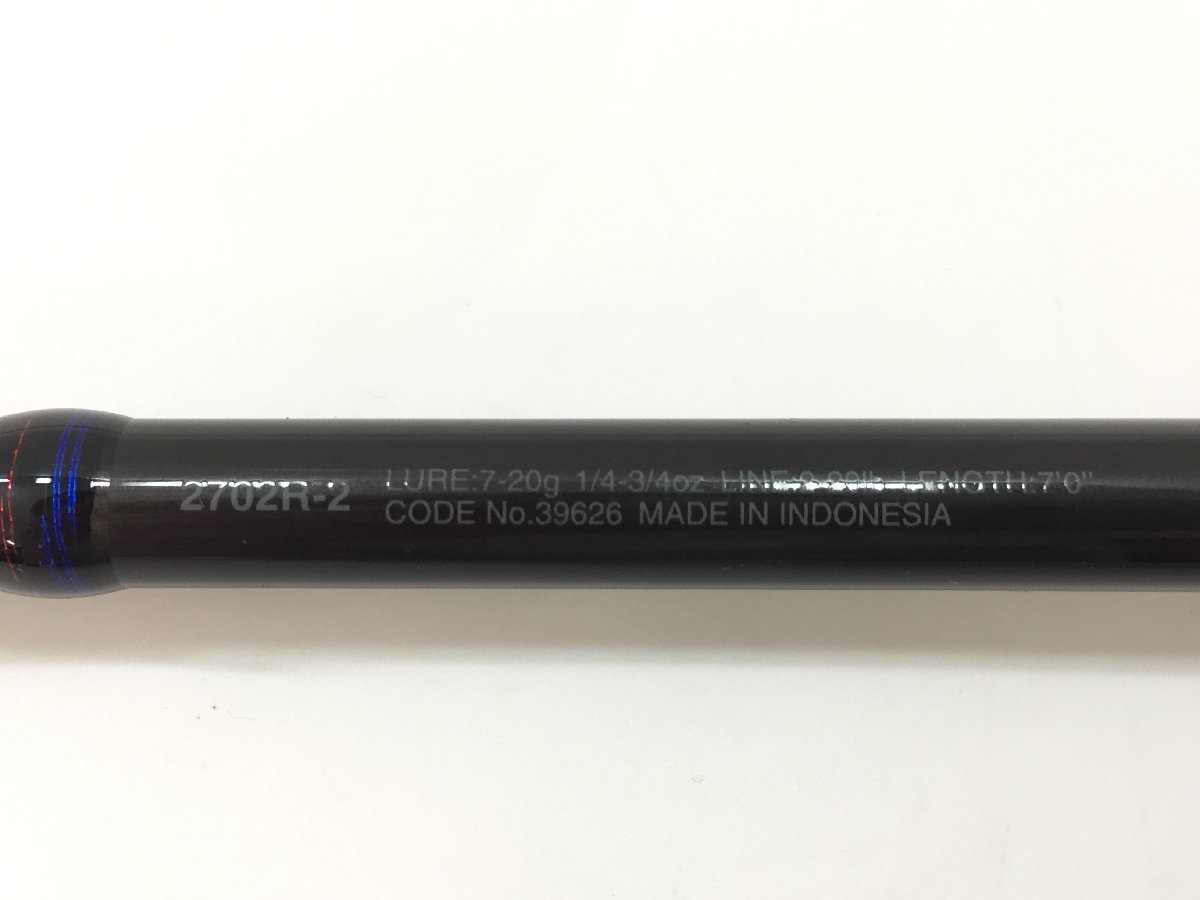 2702R-2
LURE:7-20g 1/4-3/4oz LENGTH:7'0"
CODE No.39626 MADE IN INDONESIA